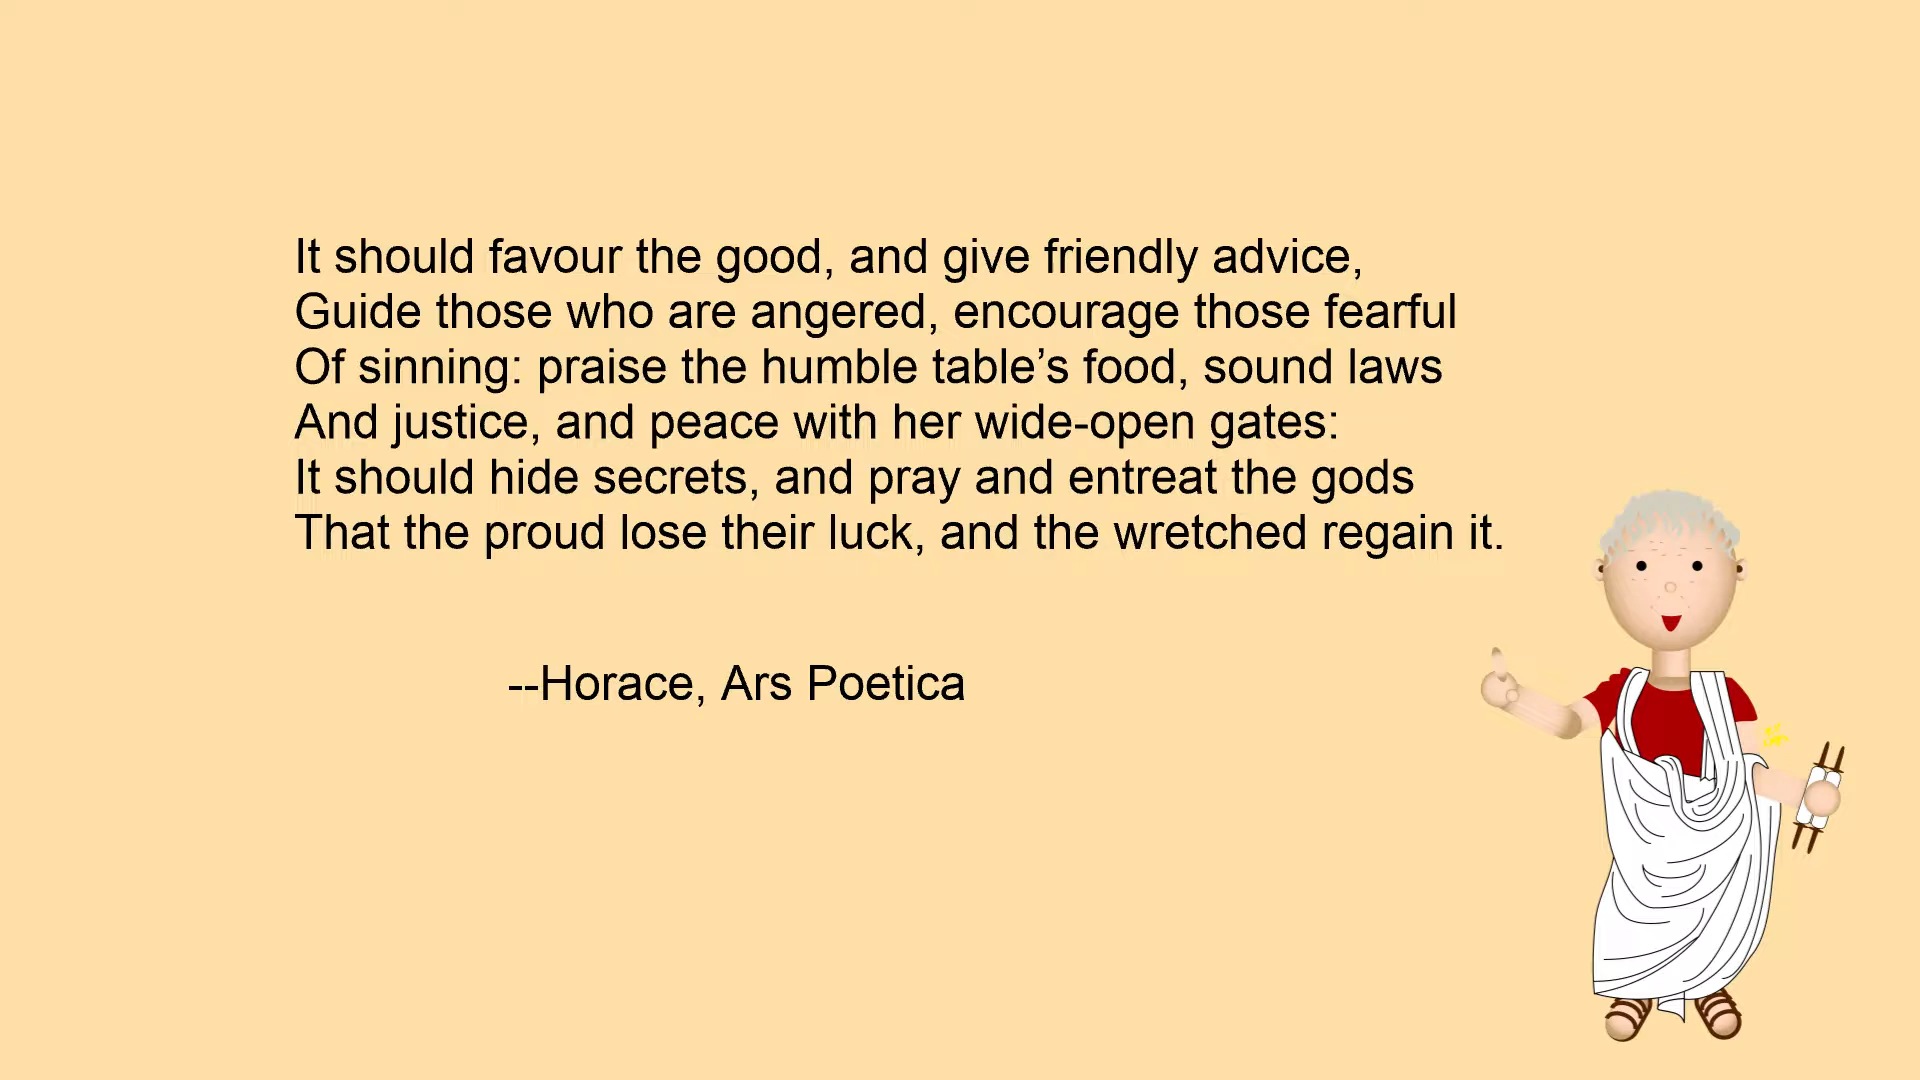 It should favour the good, and give friendly advice,
Guide those who are angered, encourage those fearful
Of sinning: praise the humble table’s food, sound laws
And justice, and peace with her wide-open gates:
It should hide secrets, and pray and entreat the gods
That the proud lose their luck, and the wretched regain it.
--Horace, Ars Poetica